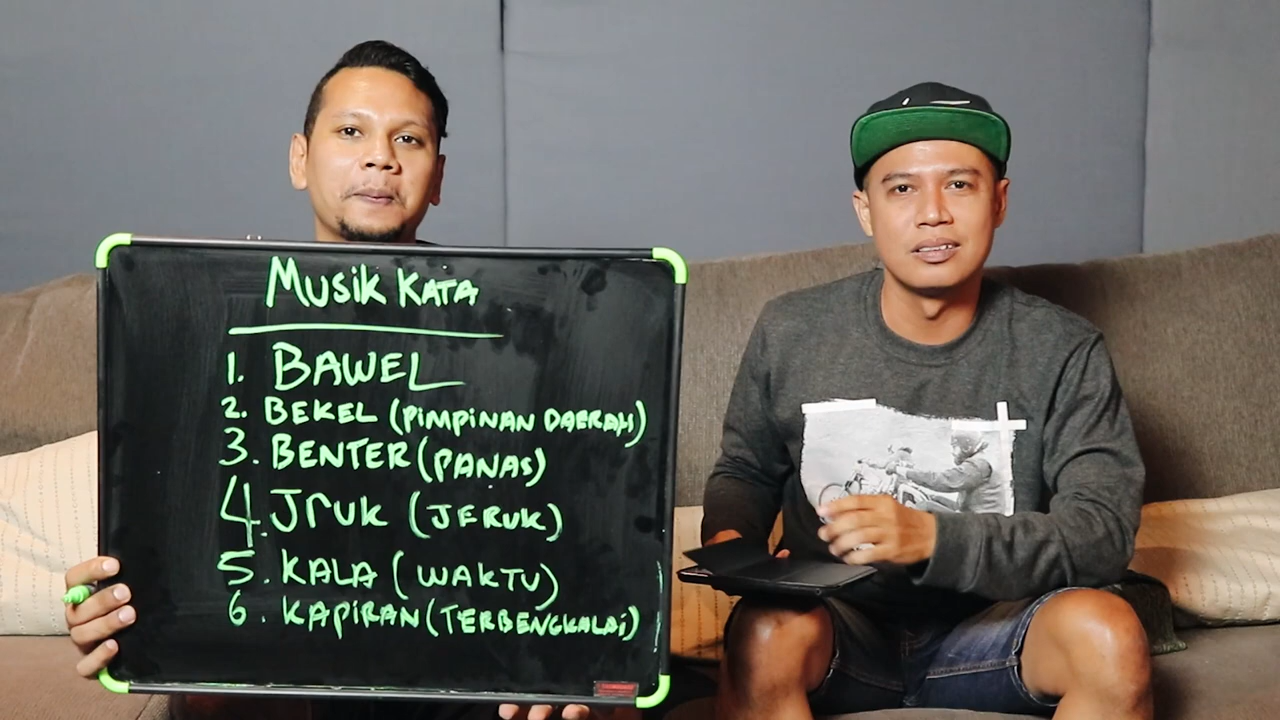 Musik Kata
1. BAWEL
2. BEKEL (PIMPINAN DAERAH)
3. BENTER (PANAS)
4. Jruk (JERUK)
5. KALA (WAKTU)
6. KAPIRAN (TERBENGKALAI)